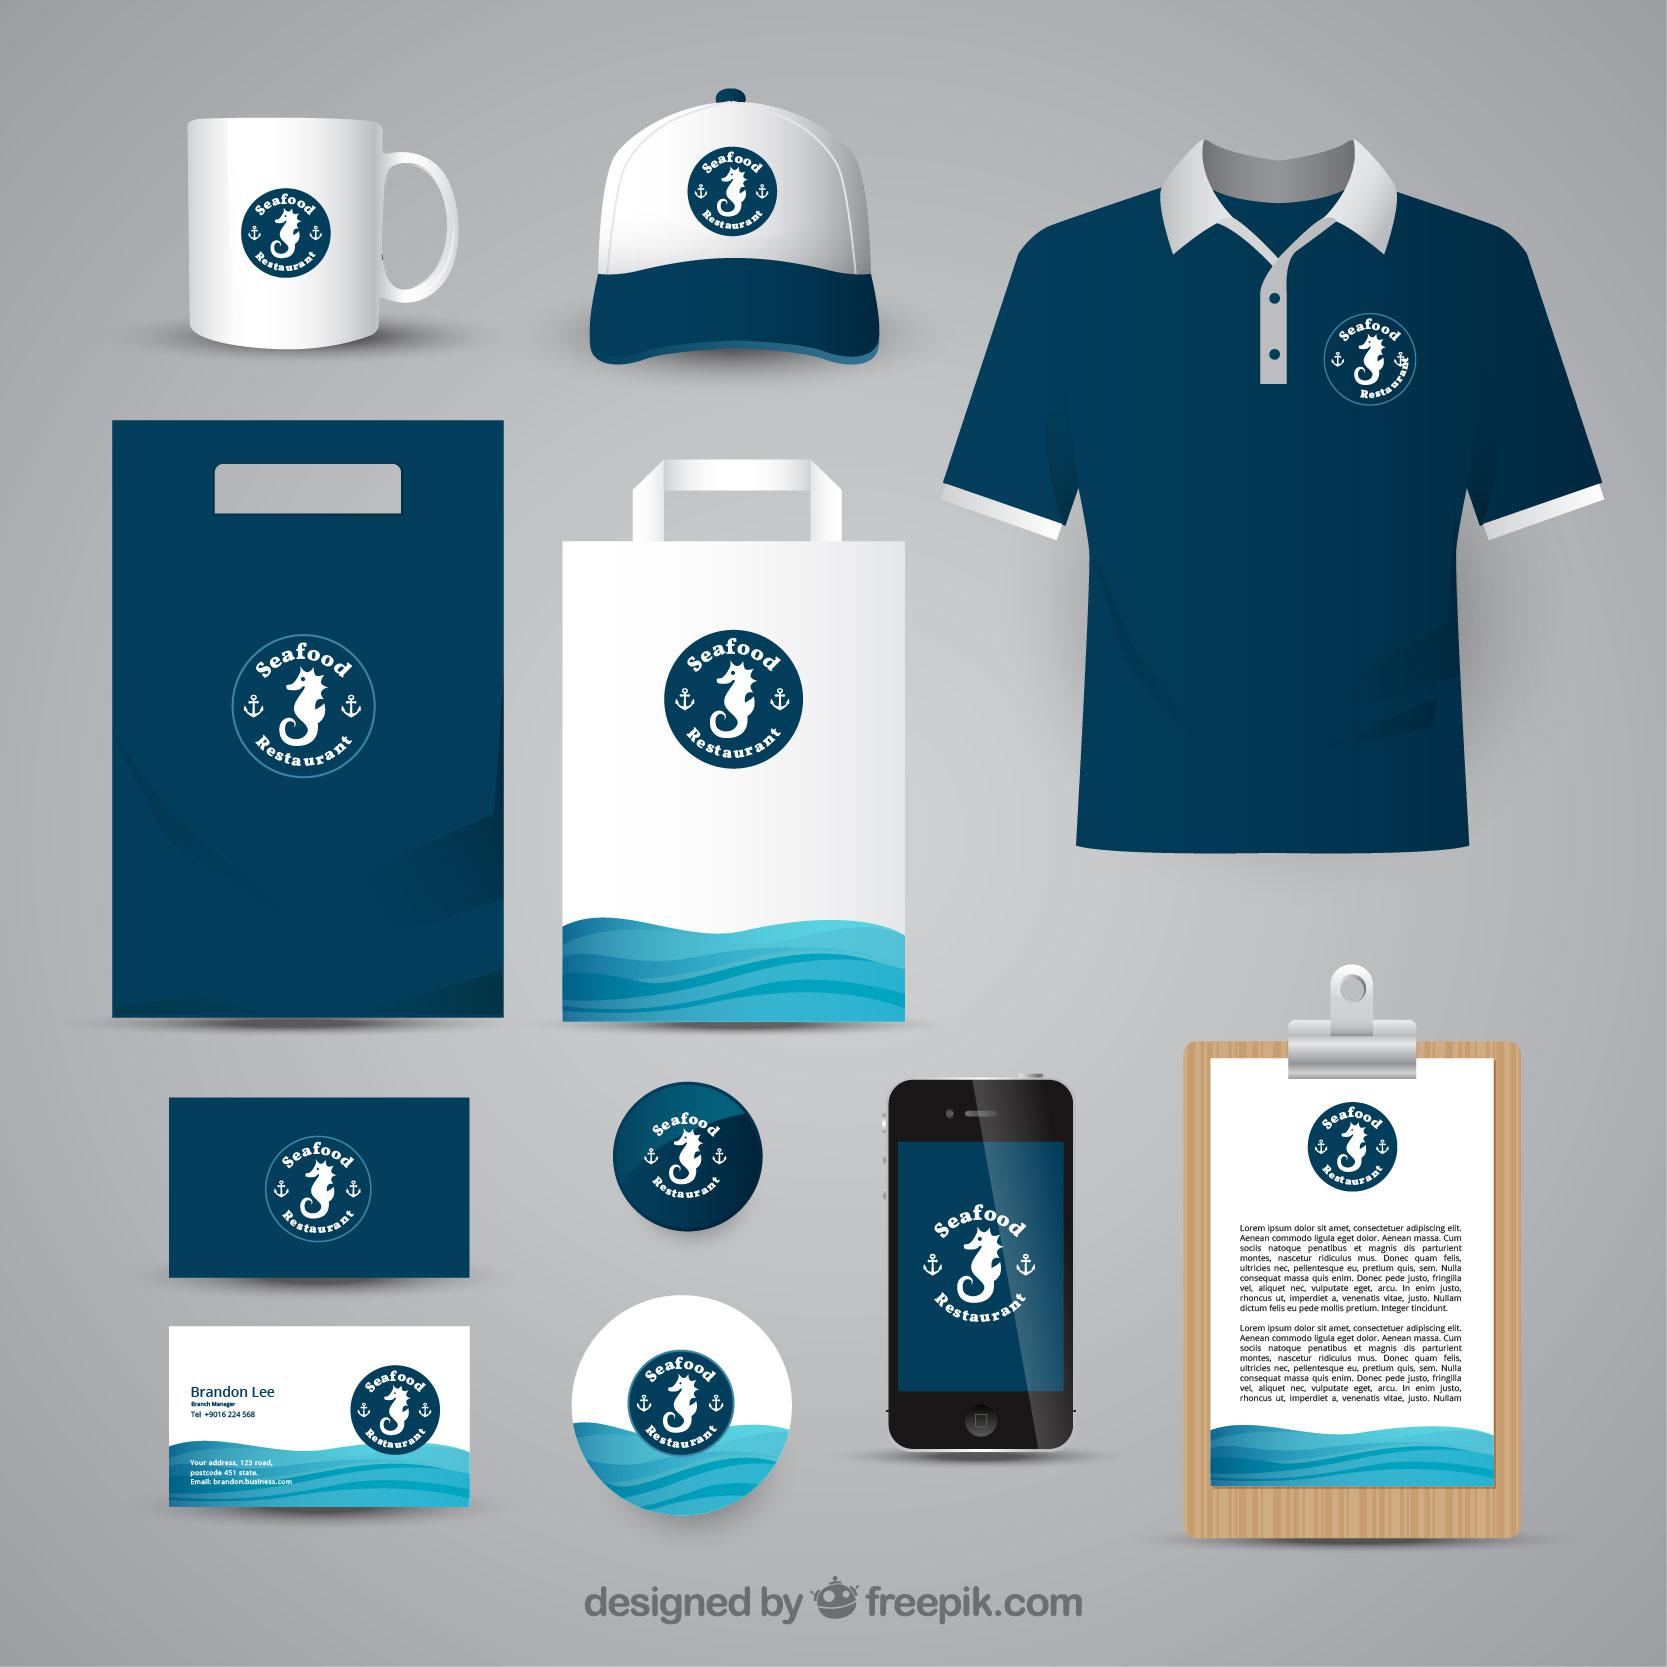 Seafood
Restaurant
Seafood
Restaurant
Seafood
Restaurant
Seafood
Restaurant
Seafood
Restaurant
Seafood
Restaurant
Seafood
Restaurant
Seafood
Restaurant
Seafood
Restaurant
Lorem ipsum dolor sit amet, consectetuer adipiscing elit.
Aenean commodo ligula eget dolor. Aenean massa. Cum
sociis natoque penatibus et magnis dis parturient
montes, nascetur ridiculus mus. Donec quam felis,
ultricies nec, pellentesque eu, pretium quis, sem. Nulla
consequat massa quis enim. Donec pede justo, fringilla
vel, aliquet nec, vulputate eget, arcu. In enim justo,
rhoncus ut, imperdiet a, venenatis vitae, justo. Nullam
dictum felis eu pede mollis pretium. Integer tincidunt.
Lorem ipsum dolor sit amet, consectetuer adipiscing elit.
Aenean commodo ligula eget dolor. Aenean massa. Cum
sociis natoque penatibus et magnis dis parturient
montes, nascetur ridiculus mus. Donec quam felis,
ultricies nec, pellentesque eu, pretium quis, sem. Nulla
consequat massa quis enim. Donec pede justo, fringilla
vel, aliquet nec, vulputate eget, arcu. In enim justo,
rhoncus ut, imperdiet a, venenatis vitae, justo. Nullam
Brandon Lee
Branch Manager
Tel +9016 224 568
Seafood
Restaurant
Your address, 123 road,
postcode 451 state.
Email: brandon.business.com
Seafood
Restaurant
designed by freepik.com